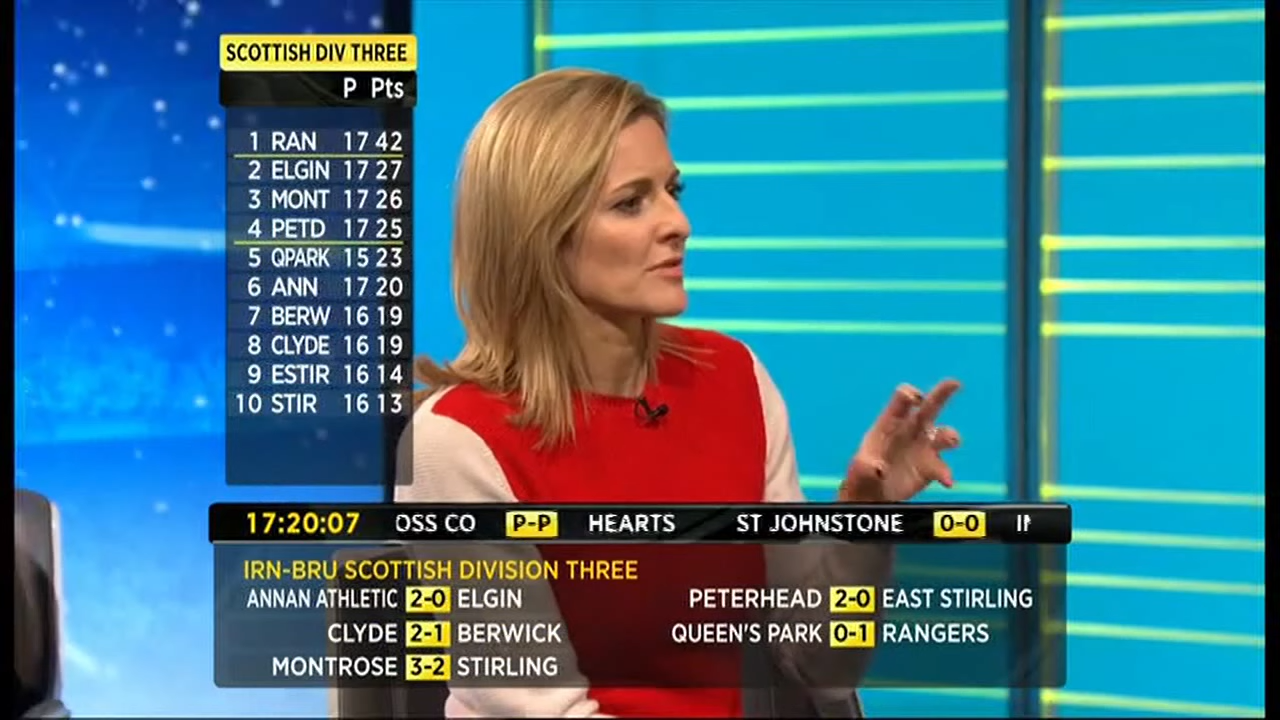 SCOTTISH DIV THREE
P Pts
1 RAN 17 42
2 ELGIN 17 27
3 MONT 17 26
4 PETD 17 25
5 QPARK 15 23
6 ANN 17 20
7 BERW 16 19
8 CLYDE 16 19
9 ESTIR 16 14
10 STIR 16 13
17:20:07 OSS CO P-P HEARTS ST JOHNSTONE 0-0
IRN-BRU SCOTTISH DIVISION THREE
ANNAN ATHLETIC 2-0 ELGIN PETERHEAD 2-0 EAST STIRLING
CLYDE 2-1 BERWICK QUEEN'S PARK 0-1 RANGERS
MONTROSE 3-2 STIRLING